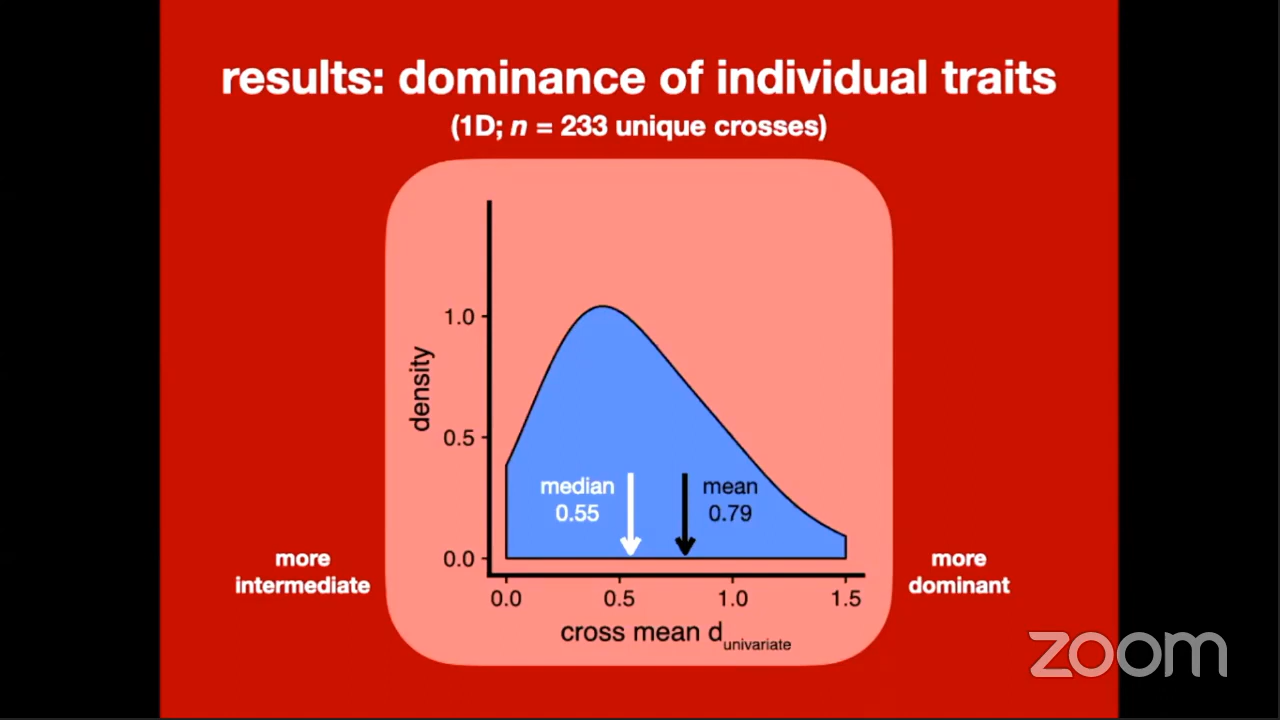 results: dominance of individual traits
(1D; n = 233 unique crosses)
density
1.0
0.5
0.0
median
0.55
mean
0.79
0.0 0.5 1.0 1.5
cross mean d univariate
more
intermediate
more
dominant
zoom